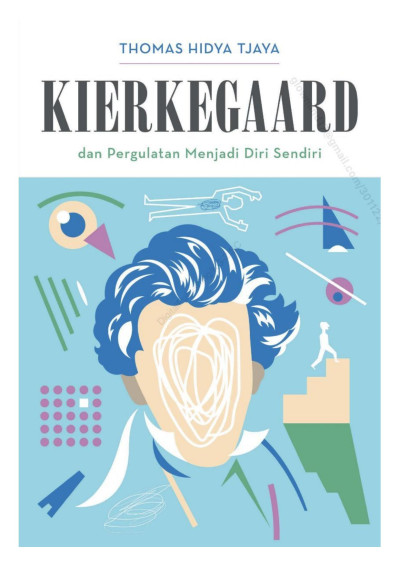 THOMAS HIDYA TJAYA
KIERKEGAARD
dan Pergulatan Menjadi Diri Sendiri